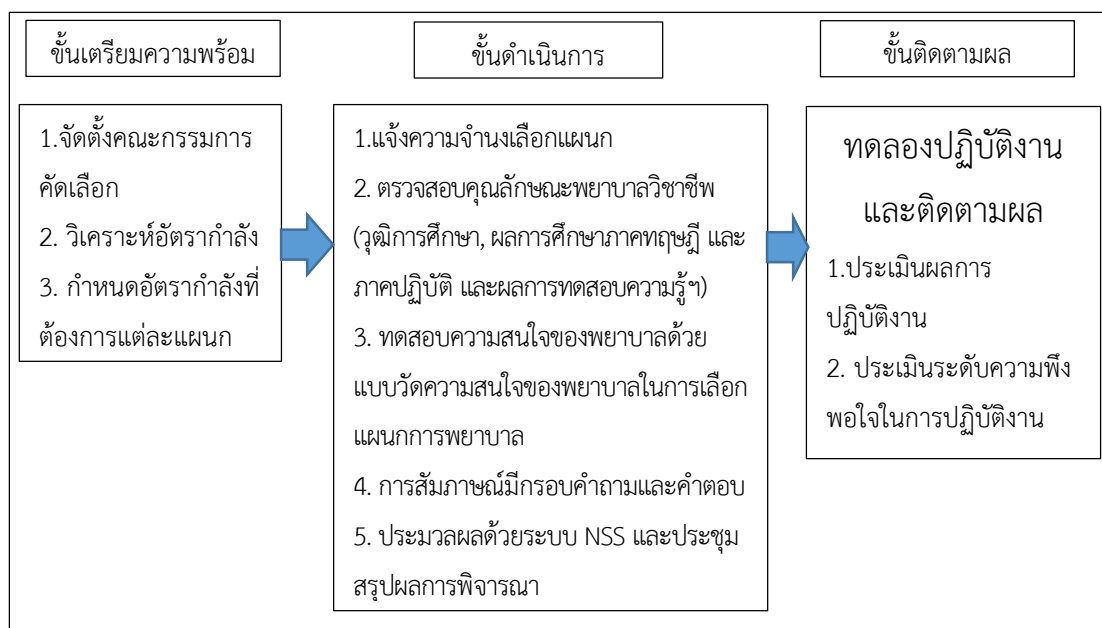 ขั้นเตรียมความพร้อม
1.จัดตั้งคณะกรรมการ
คัดเลือก
2. วิเคราะห์อัตรากำลัง
3. กำหนดอัตรากำลังที่
ต้องการแต่ละแผนก
ขั้นดำเนินการ
1.แจ้งความจำนงเลือกแผนก
2. ตรวจสอบคุณลักษณะพยาบาลวิชาชีพ
(วุฒิการศึกษา, ผลการศึกษาภาคทฤษฎี และ
ภาคปฏิบัติ และผลการทดสอบความรู้ฯ)
3. ทดสอบความสนใจของพยาบาลด้วย
แบบวัดความสนใจของพยาบาลในการเลือก
แผนกการพยาบาล
4. การสัมภาษณ์มีกรอบคำถามและคำตอบ
5. ประมวลผลด้วยระบบ NSS และประชุม
สรุปผลการพิจารณา
ขั้นติดตามผล
ทดลองปฏิบัติงาน
และติดตามผล
1.ประเมินผลการ
ปฏิบัติงาน
2. ประเมินระดับความพึง
พอใจในการปฏิบัติงาน